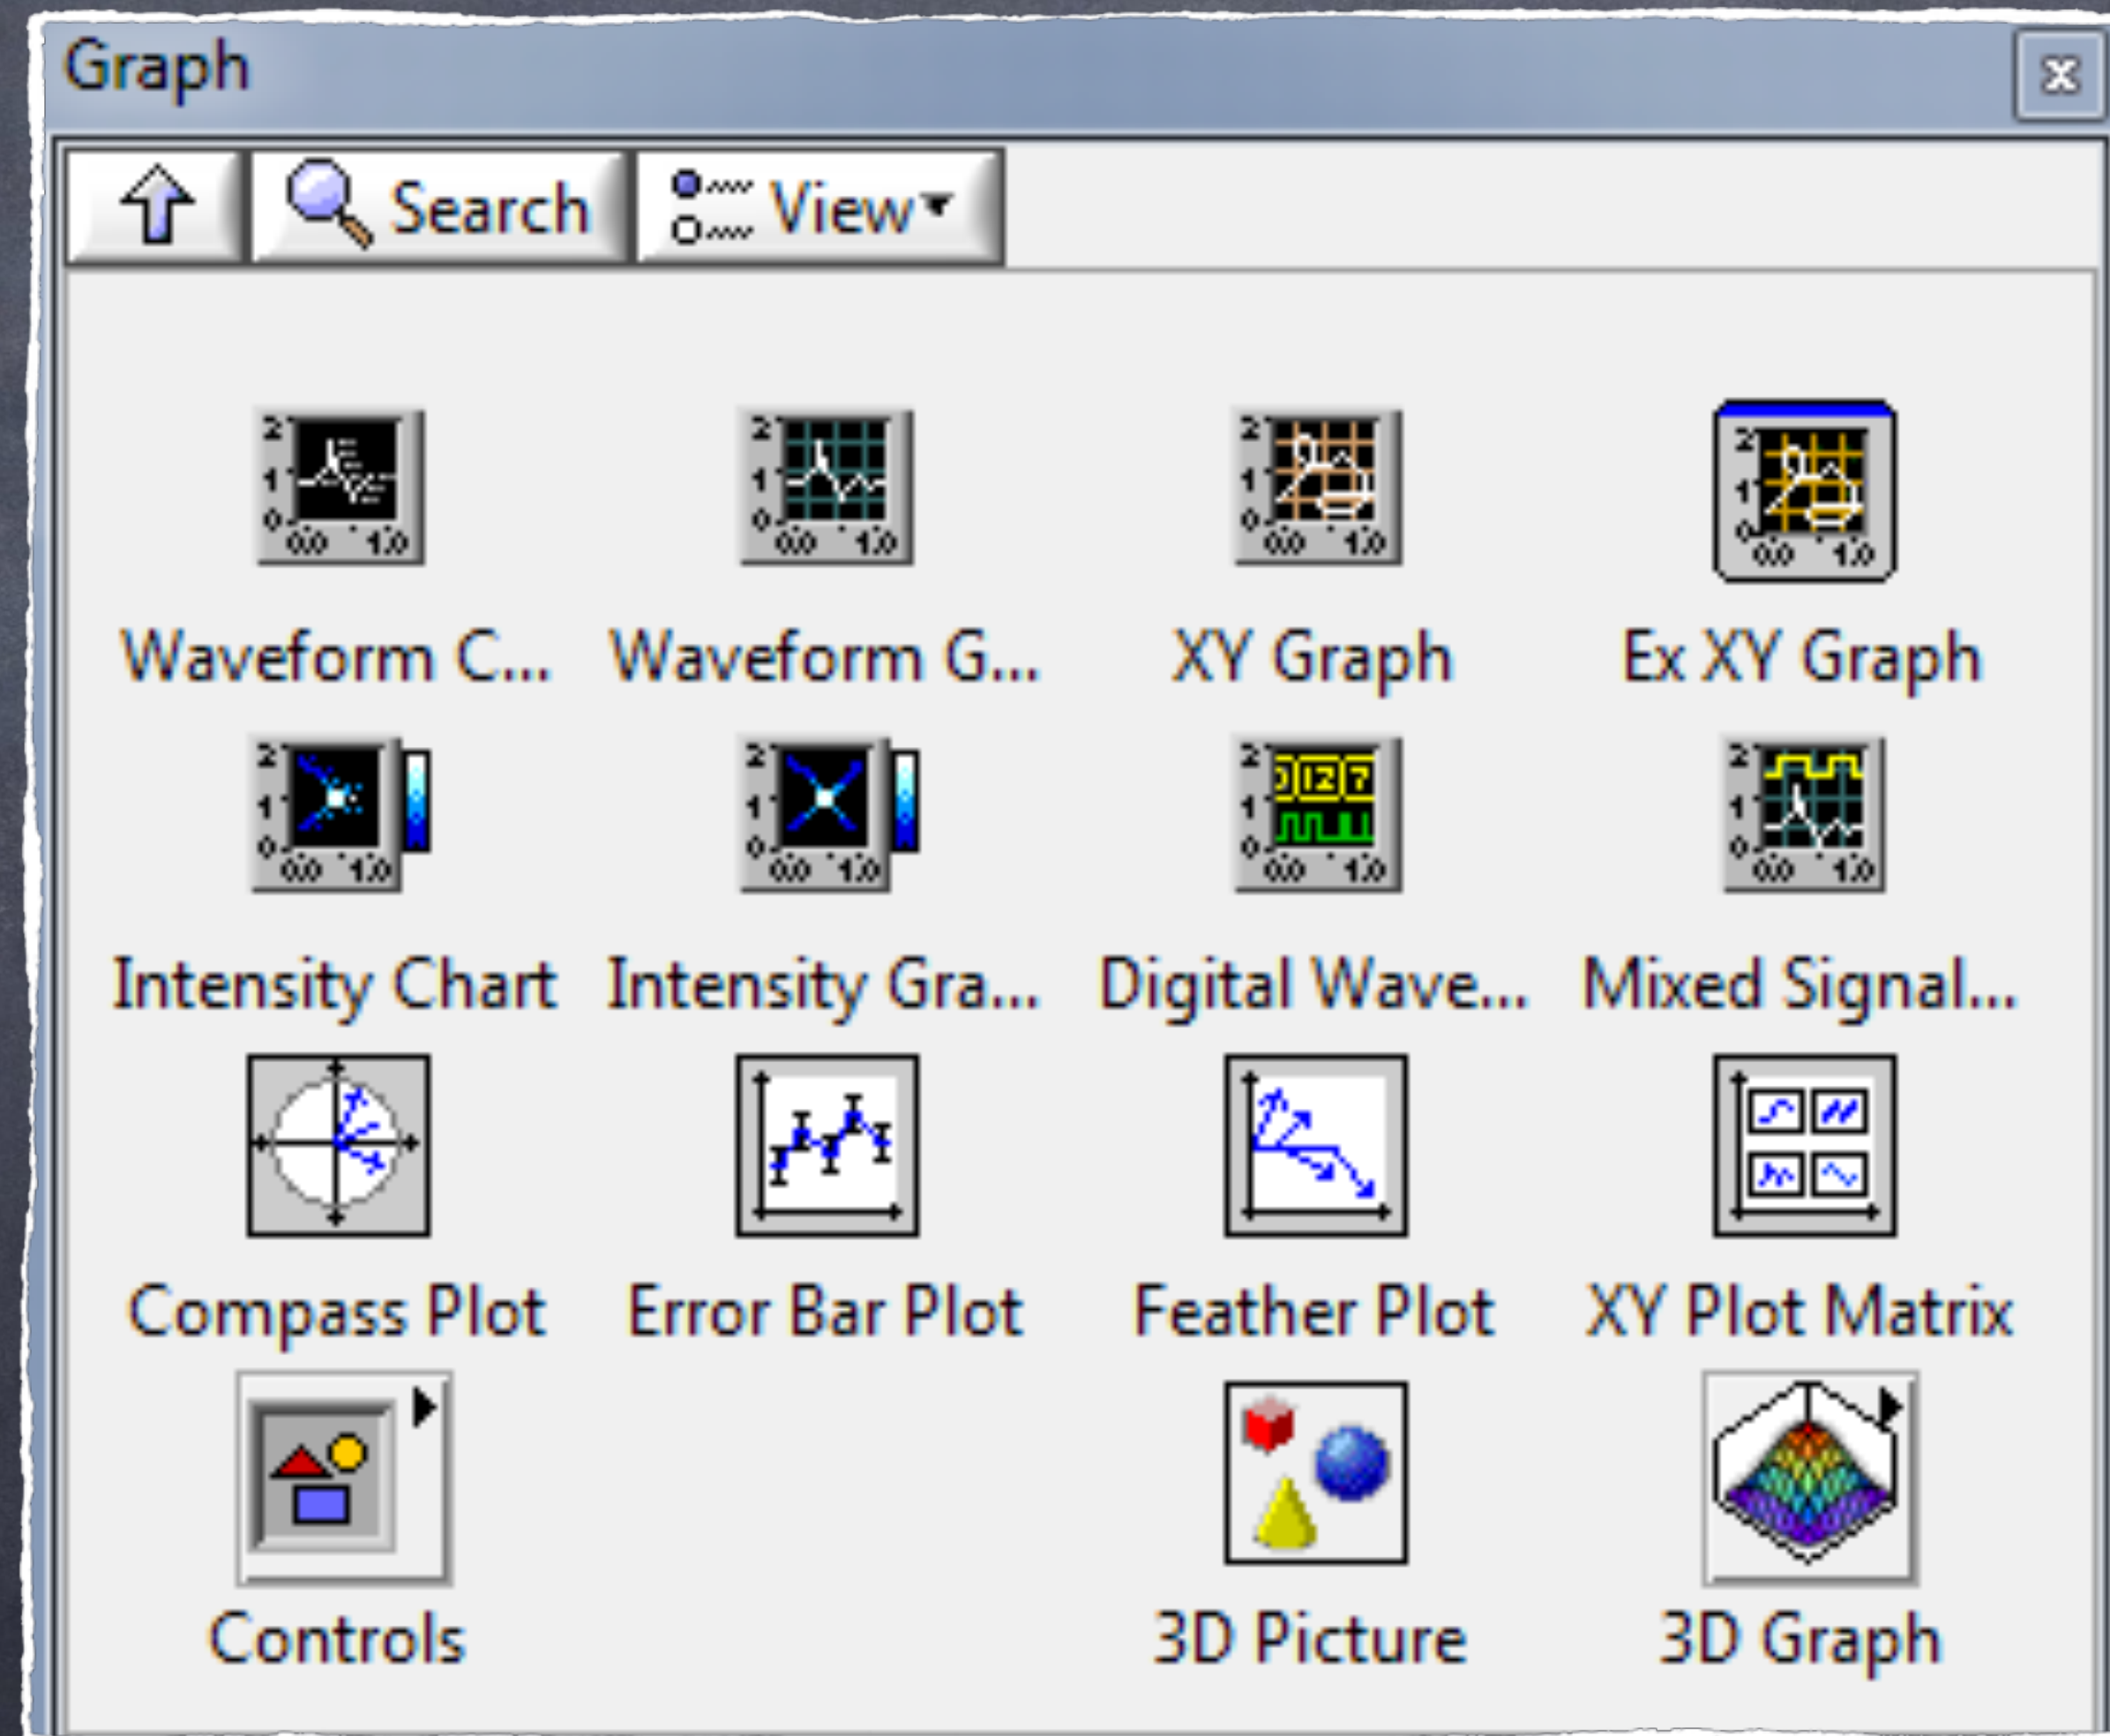 Graph
Search View
Waveform C... Waveform G... XY Graph Ex XY Graph
Intensity Chart Intensity Gra... Digital Wave... Mixed Signal...
Compass Plot Error Bar Plot Feather Plot XY Plot Matrix
Controls 3D Picture 3D Graph